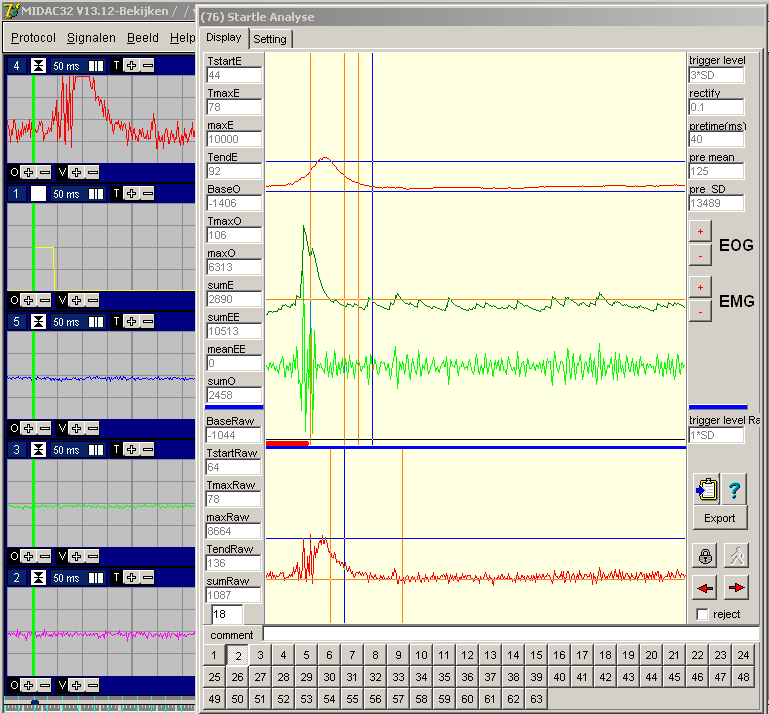 MIDAC32 V13.12-Bekijken / /
Protocol Signalen Beeld Help
4 50 ms T
O V
1 50 ms T
O V
5 50 ms T
O V
3 50 ms T
O V
2 50 ms T
O V
(76) Startle Analyse
Display Setting
TstartE
44
TmaxE
78
maxE
10000
TendE
92
BaseO
-1406
TmaxO
106
maxO
6313
sumE
2890
sumEE
10513
meanEE
0
sumO
2458
BaseRaw
-1044
TstartRaw
64
TmaxRaw
78
maxRaw
8664
TendRaw
136
sumRaw
1087
18
trigger level
3*SD
rectify
0.1
pretime(ms)
40
pre mean
125
pre SD
13489
+
- EOG
+
- EMG
trigger level Ra
1*SD
?
Export
reject
comment
1 2 3 4 5 6 7 8 9 10 11 12 13 14 15 16 17 18 19 20 21 22 23 24
25 26 27 28 29 30 31 32 33 34 35 36 37 38 39 40 41 42 43 44 45 46 47 48
49 50 51 52 53 54 55 56 57 58 59 60 61 62 63